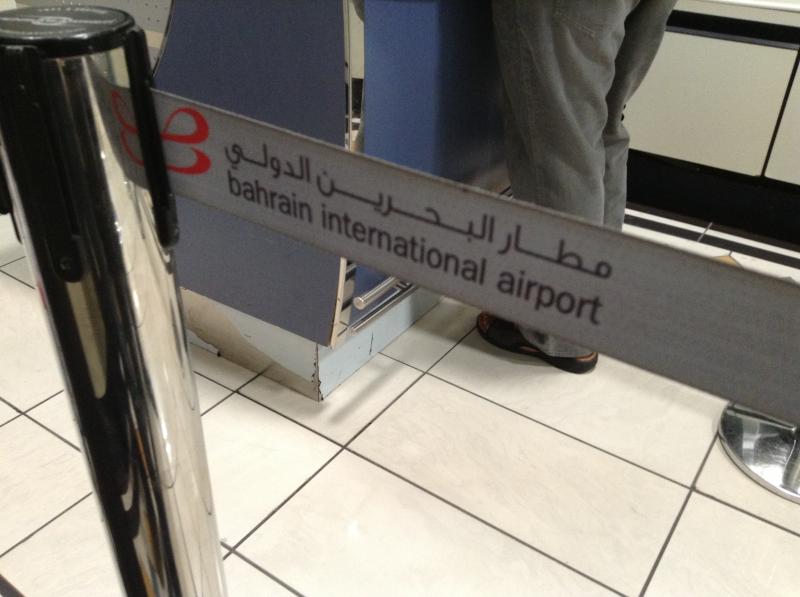 مطار البحرين الدولي
bahrain international airport